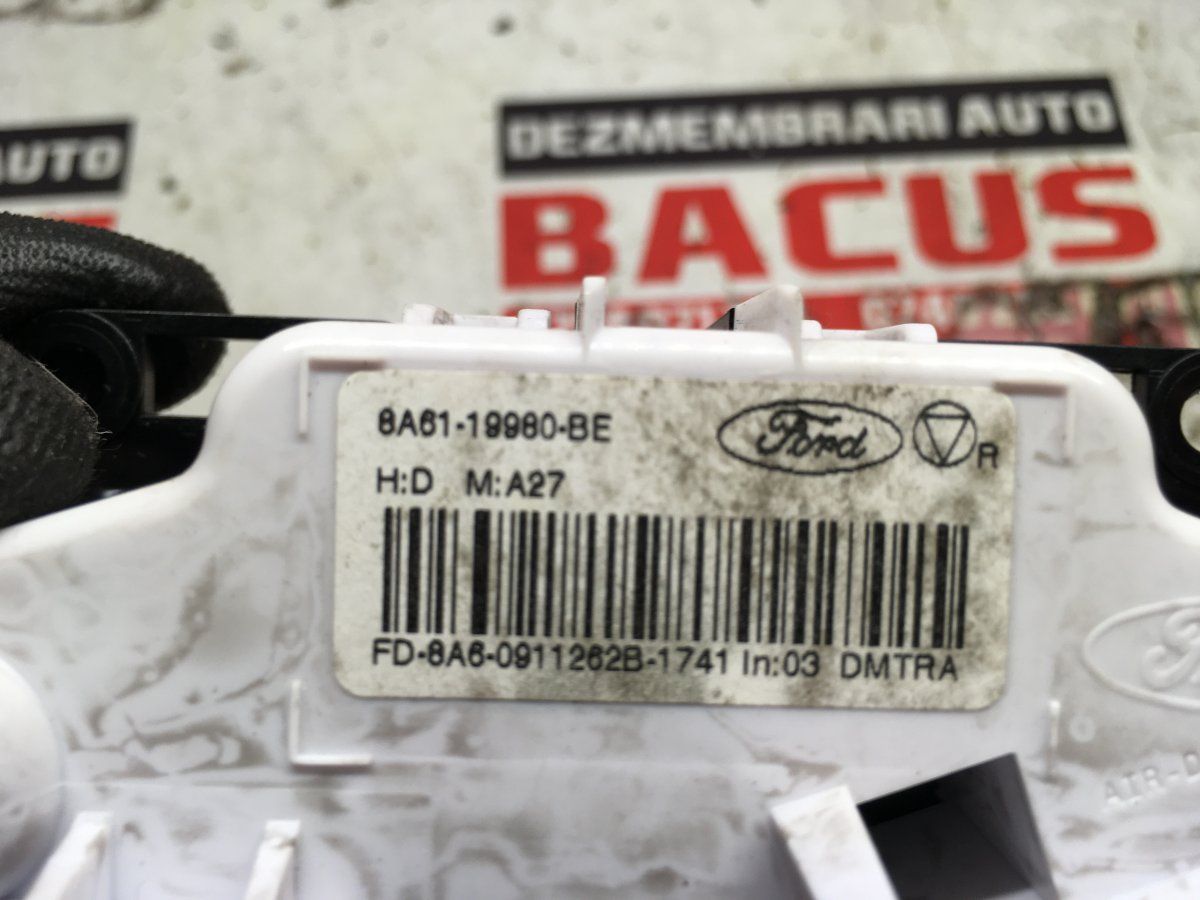 DEZMEMBRARI AUTO
AUTO
BACUS
8A61-19980-BE
Ford
R
H:D M:A27
FD-8A6-0911262B-1741 In:03 DMTRA